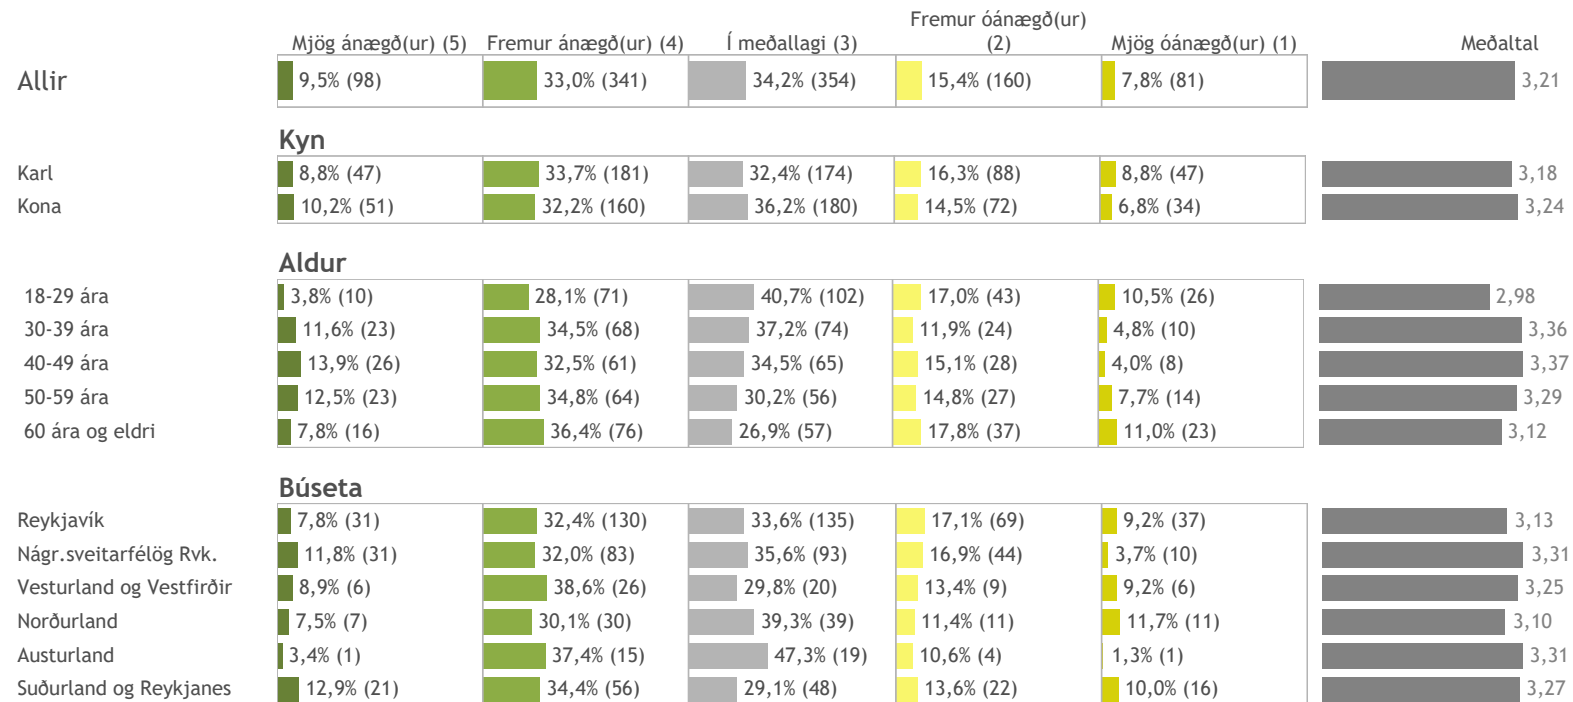 Mjög ánægð(ur) (5) Fremur ánægð(ur) (4) Í meðallagi (3) Fremur óánægð(ur) (2) Mjög óánægð(ur) (1) Meðaltal
Allir 9,5% (98) 33,0% (341) 34,2% (354) 15,4% (160) 7,8% (81) 3,21
Kyn
Karl 8,8% (47) 33,7% (181) 32,4% (174) 16,3% (88) 8,8% (47) 3,18
Kona 10,2% (51) 32,2% (160) 36,2% (180) 14,5% (72) 6,8% (34) 3,24
Aldur
18-29 ára 3,8% (10) 28,1% (71) 40,7% (102) 17,0% (43) 10,5% (26) 2,98
30-39 ára 11,6% (23) 34,5% (68) 37,2% (74) 11,9% (24) 4,8% (10) 3,36
40-49 ára 13,9% (26) 32,5% (61) 34,5% (65) 15,1% (28) 4,0% (8) 3,37
50-59 ára 12,5% (23) 34,8% (64) 30,2% (56) 14,8% (27) 7,7% (14) 3,29
60 ára og eldri 7,8% (16) 36,4% (76) 26,9% (57) 17,8% (37) 11,0% (23) 3,12
Búseta
Reykjavík 7,8% (31) 32,4% (130) 33,6% (135) 17,1% (69) 9,2% (37) 3,13
Nágr.sveitarfélög Rvk. 11,8% (31) 32,0% (83) 35,6% (93) 16,9% (44) 3,7% (10) 3,31
Vesturland og Vestfirðir 8,9% (6) 38,6% (26) 29,8% (20) 13,4% (9) 9,2% (6) 3,25
Norðurland 7,5% (7) 30,1% (30) 39,3% (39) 11,4% (11) 11,7% (11) 3,10
Austurland 3,4% (1) 37,4% (15) 47,3% (19) 10,6% (4) 1,3% (1) 3,31
Suðurland og Reykjanes 12,9% (21) 34,4% (56) 29,1% (48) 13,6% (22) 10,0% (16) 3,27